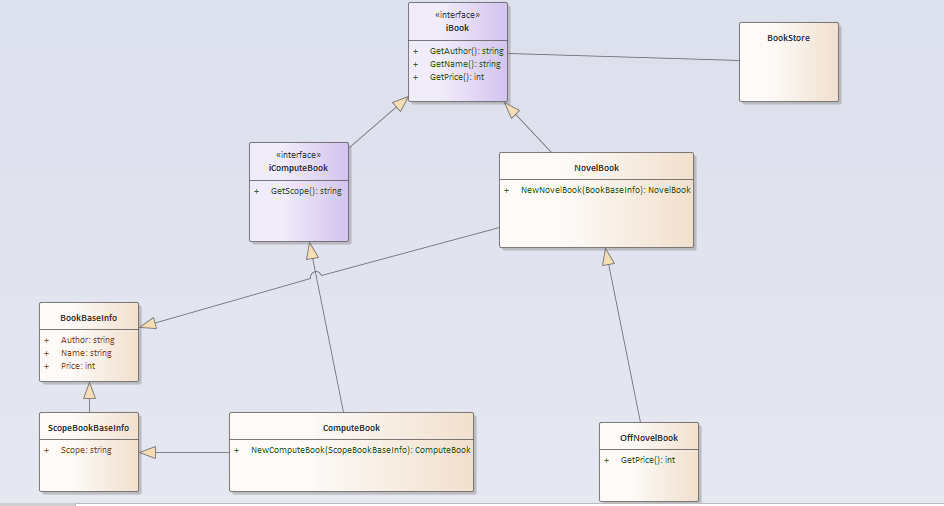 «interface»
iBook
+ GetAuthor(): string
+ GetName(): string
+ GetPrice(): int
BookStore
«interface»
iComputeBook
+ GetScope(): string
NovelBook
+ NewNovelBook(BookBaseInfo): NovelBook
BookBaseInfo
+ Author: string
+ Name: string
+ Price: int
ScopeBookBaseInfo
+ Scope: string
ComputeBook
+ NewComputeBook(ScopeBookBaseInfo): ComputeBook
OffNovelBook
+ GetPrice(): int